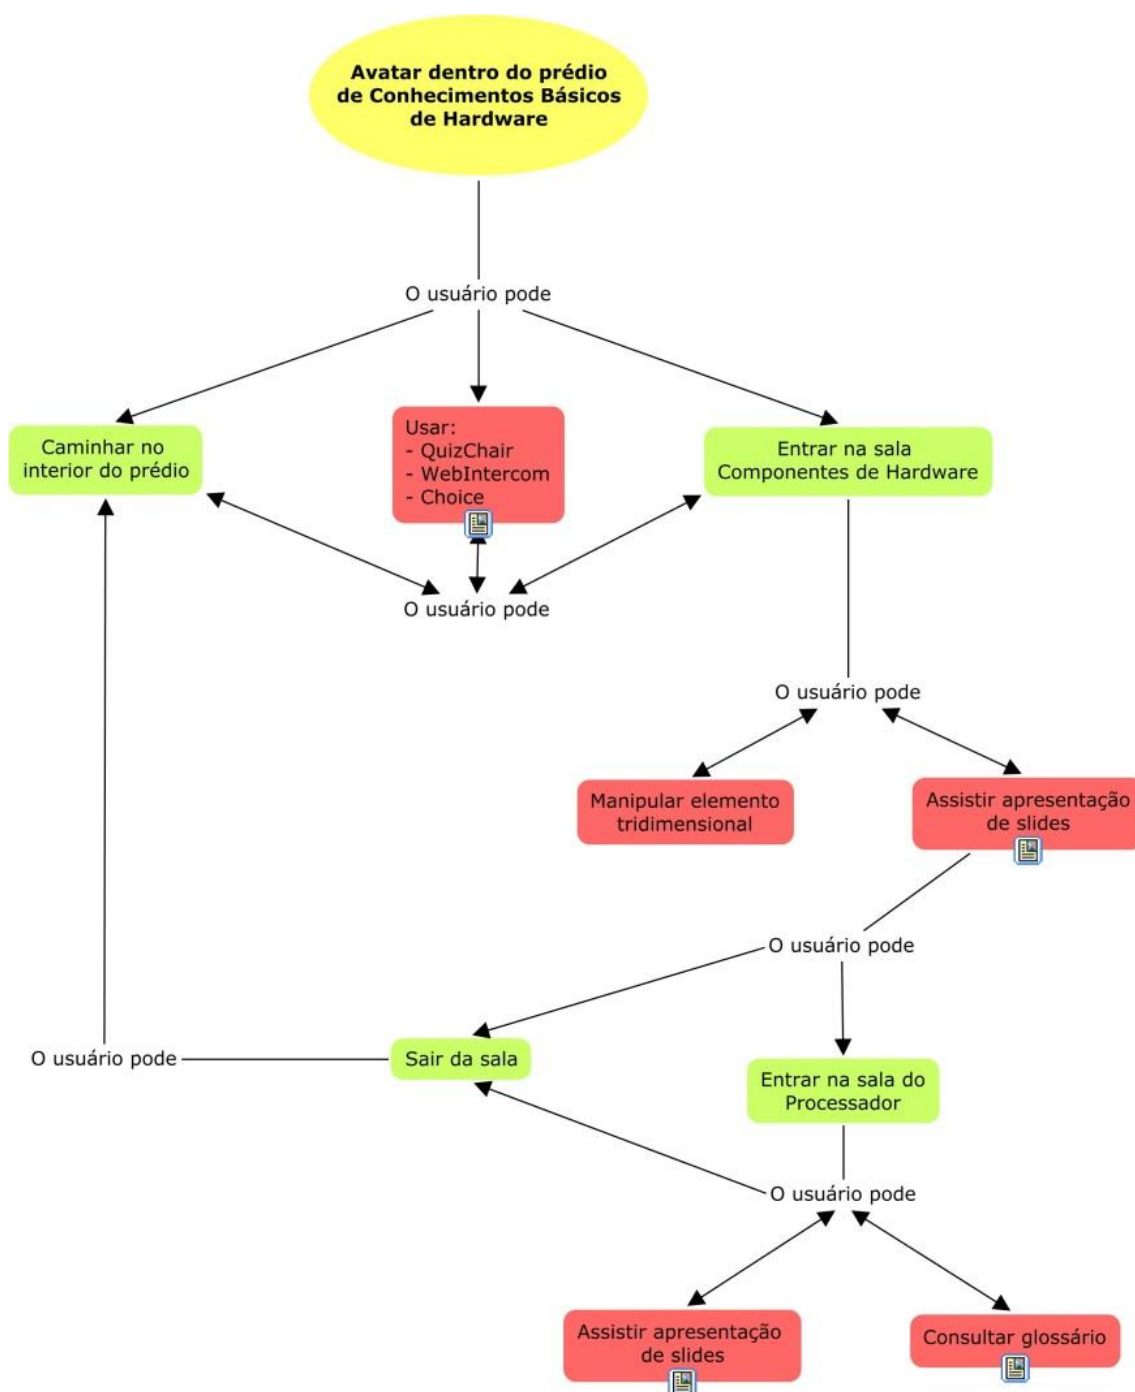 Avatar dentro do prédio
de Conhecimentos Básicos
de Hardware
O usuário pode
Caminhar no
interior do prédio
Usar:
- QuizChair
- WebIntercom
- Choice
Entrar na sala
Componentes de Hardware
O usuário pode
O usuário pode
Manipular elemento
tridimensional
Assistir apresentação
de slides
O usuário pode
O usuário pode
Sair da sala
Entrar na sala do
Processador
O usuário pode
Assistir apresentação
de slides
Consultar glossário